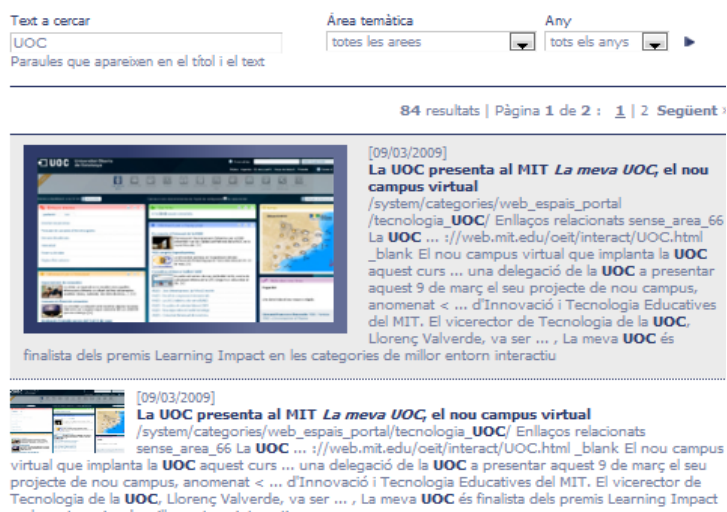 Text a cercar
Área temàtica
Any
UOC
totes les arees
tots els anys
Paraules que apareixen en el títol i el text
84 resultats | Pàgina 1 de 2 : 1 | 2 Següent »
UOC
[09/03/2009]
La UOC presenta al MIT La meva UOC, el nou
campus virtual
/system/categories/web_espais_portal
/tecnologia_UOC/ Enllaços relacionats sense_area_66
La UOC ... ://web.mit.edu/oeit/interact/UOC.html
_blank El nou campus virtual que implanta la UOC
aquest curs ... una delegació de la UOC a presentar
aquest 9 de març el seu projecte de nou campus,
anomenat < ... d'Innovació i Tecnologia Educatives
del MIT. El vicerector de Tecnologia de la UOC,
Llorenç Valverde, va ser ... , La meva UOC és
finalista dels premis Learning Impact en les categories de millor entorn interactiu
[09/03/2009]
La UOC presenta al MIT La meva UOC, el nou campus virtual
/system/categories/web_espais_portal/tecnologia_UOC/ Enllaços relacionats
sense_area_66 La UOC ... ://web.mit.edu/oeit/interact/UOC.html _blank El nou campus
virtual que implanta la UOC aquest curs ... una delegació de la UOC a presentar aquest 9 de març el seu
projecte de nou campus, anomenat < ... d'Innovació i Tecnologia Educatives del MIT. El vicerector de
Tecnologia de la UOC, Llorenç Valverde, va ser ... , La meva UOC és finalista dels premis Learning Impact